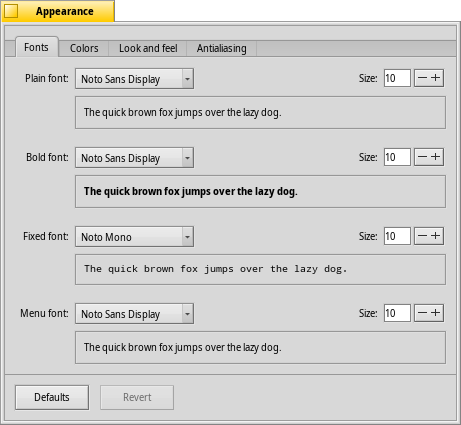 Appearance
Fonts Colors Look and feel Antialiasing
Plain font: Noto Sans Display Size: 10
The quick brown fox jumps over the lazy dog.
Bold font: Noto Sans Display Size: 10
The quick brown fox jumps over the lazy dog.
Fixed font: Noto Mono Size: 10
The quick brown fox jumps over the lazy dog.
Menu font: Noto Sans Display Size: 10
The quick brown fox jumps over the lazy dog.
Defaults Revert